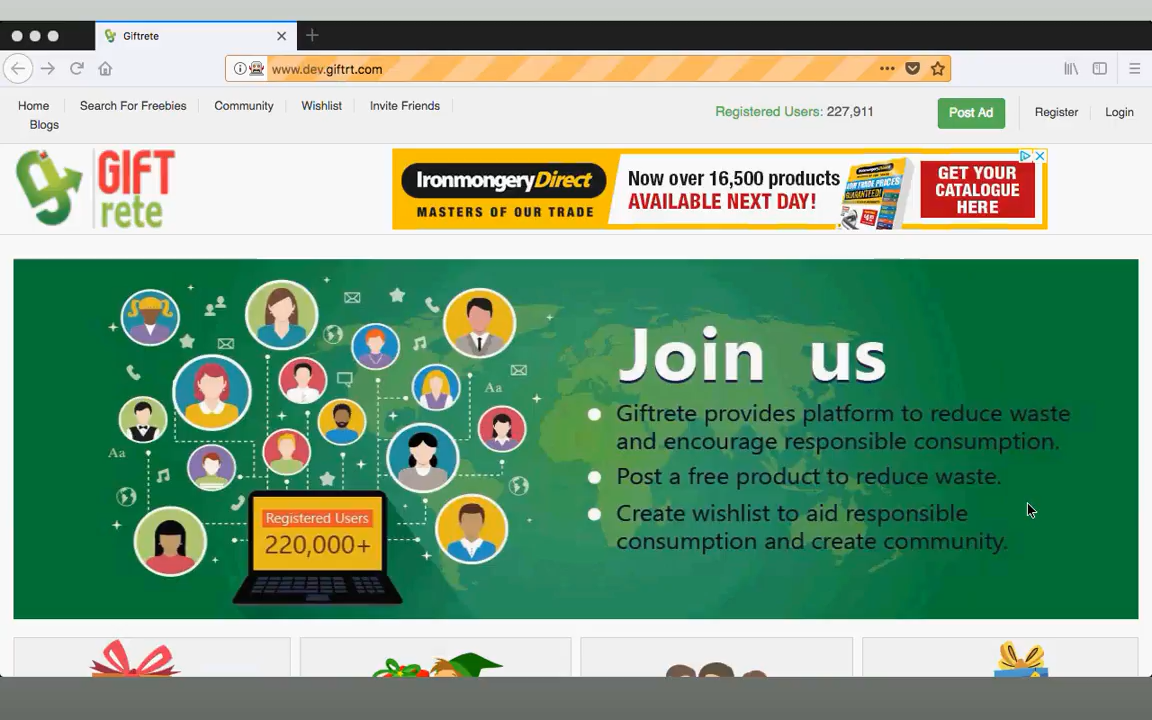 Giftrete
www.dev.giftrt.com
Home
Search For Freebies
Community
Wishlist
Invite Friends
Blogs
Registered Users: 227,911
Post Ad
Register
Login
GIFT
rete
IronmongeryDirect
MASTERS OF OUR TRADE
Now over 16,500 products
AVAILABLE NEXT DAY!
GET YOUR
CATALOGUE
HERE
Join us
Giftrete provides platform to reduce waste
and encourage responsible consumption.
Post a free product to reduce waste.
Create wishlist to aid responsible
consumption and create community.
Aa
Aa
Registered Users
220,000+